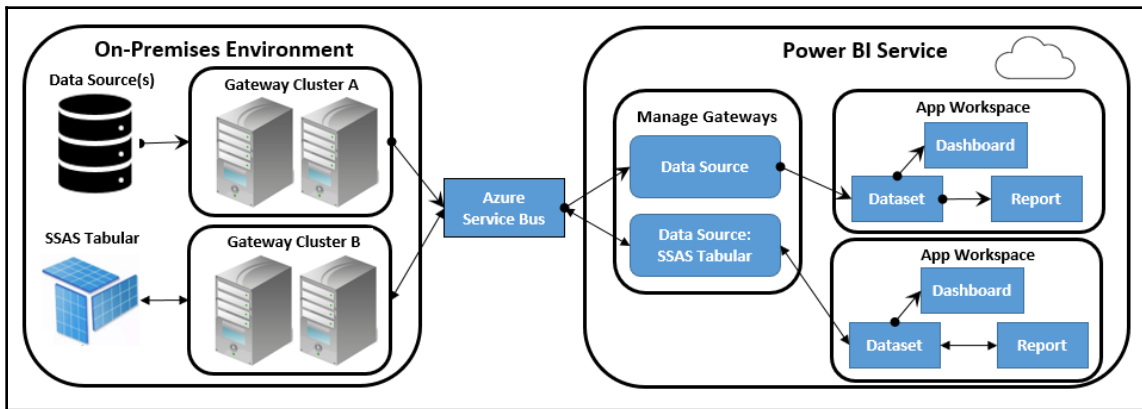 On-Premises Environment
Data Source(s)
Gateway Cluster A
SSAS Tabular
Gateway Cluster B
Azure
Service Bus
Power BI Service
Manage Gateways
Data Source
Data Source:
SSAS Tabular
App Workspace
Dashboard
Dataset
Report
App Workspace
Dashboard
Dataset
Report